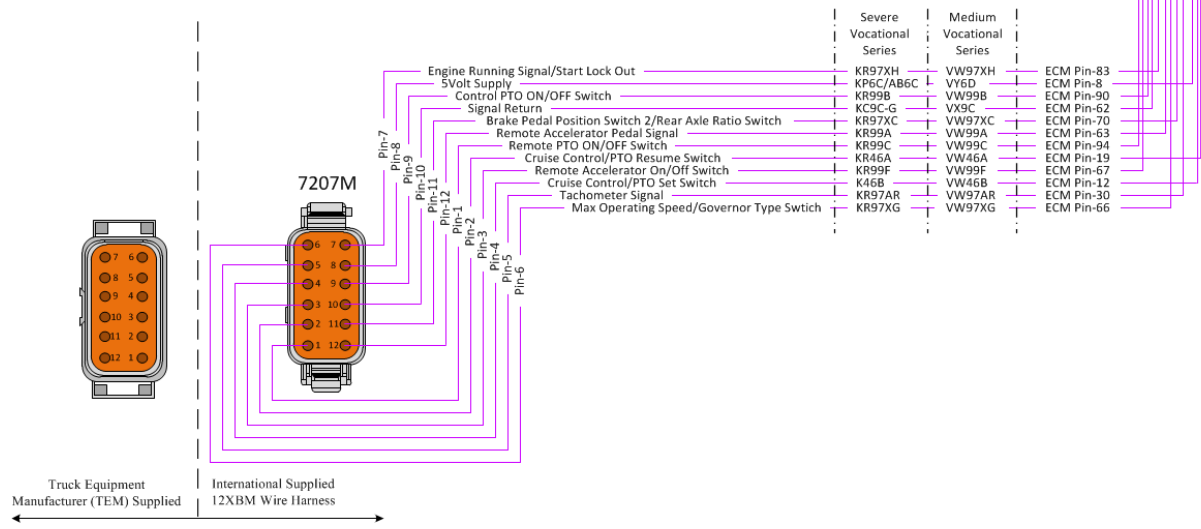 Severe Vocational Series
Medium Vocational Series
Engine Running Signal/Start Lock Out KR97XH VW97XH ECM Pin-83
5Volt Supply KP6C/AB6C VY6D ECM Pin-8
Control PTO ON/OFF Switch KR99B VW99B ECM Pin-90
Signal Return KC9C-G VX9C ECM Pin-62
Brake Pedal Position Switch 2/Rear Axle Ratio Switch KR97XC VW97XC ECM Pin-70
Remote Accelerator Pedal Signal KR99A VW99A ECM Pin-63
Remote PTO ON/OFF Switch KR99C VW99C ECM Pin-94
Cruise Control/PTO Resume Switch KR46A VW46A ECM Pin-19
Remote Accelerator On/Off Switch KR99F VW99F ECM Pin-67
Cruise Control/PTO Set Switch K46B VW46B ECM Pin-12
Tachometer Signal KR97AR VW97AR ECM Pin-30
Max Operating Speed/Governor Type Swtich KR97XG VW97XG ECM Pin-66
Pin-7
Pin-8
Pin-9
Pin-10
Pin-11
Pin-12
Pin-1
Pin-2
Pin-3
Pin-4
Pin-5
Pin-6
7207M
7 6
8 5
9 4
10 3
11 2
12 1
6 7
5 8
4 9
3 10
2 11
1 12
Truck Equipment
Manufacturer (TEM) Supplied
International Supplied
12XBM Wire Harness